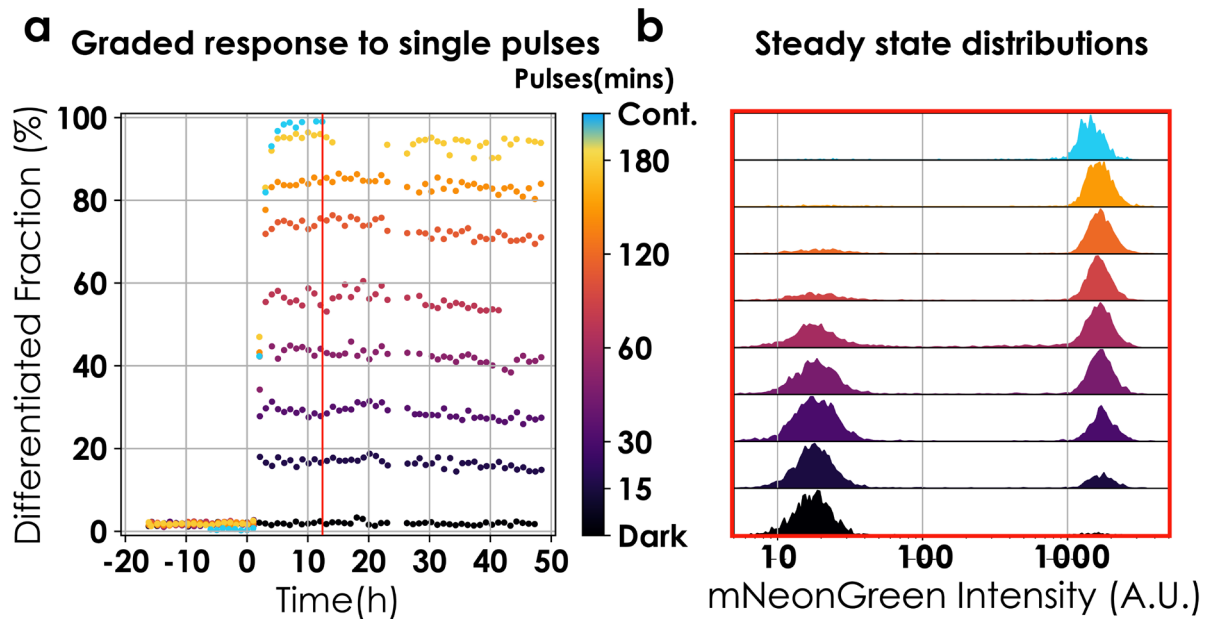 a Graded response to single pulses
Pulses(mins)
Differentiated Fraction (%)
100
80
60
40
20
0
-20 -10 0 10 20 30 40 50
Time(h)
Cont.
180
120
60
30
15
Dark
b Steady state distributions
10 100 1000
mNeonGreen Intensity (A.U.)